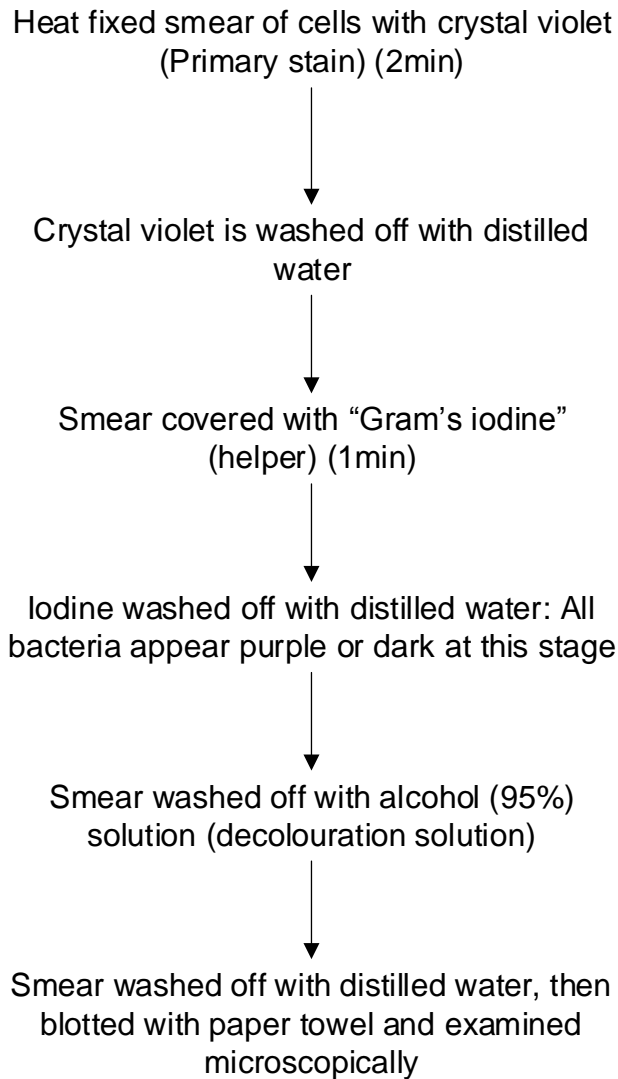 Heat fixed smear of cells with crystal violet
(Primary stain) (2min)
Crystal violet is washed off with distilled
water
Smear covered with “Gram’s iodine”
(helper) (1min)
Iodine washed off with distilled water: All
bacteria appear purple or dark at this stage
Smear washed off with alcohol (95%)
solution (decolouration solution)
Smear washed off with distilled water, then
blotted with paper towel and examined
microscopically